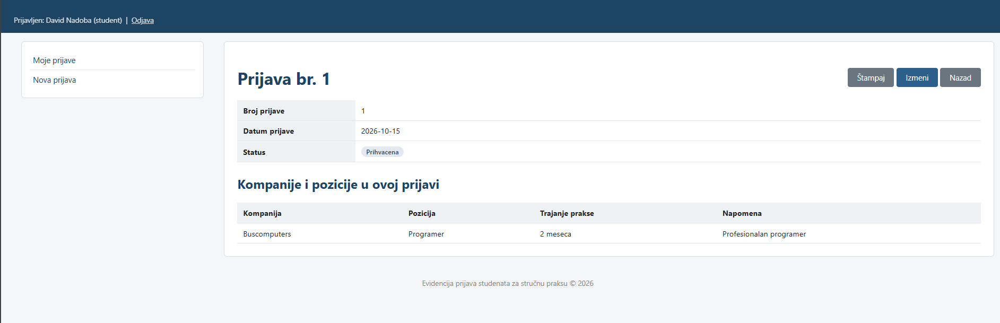 Prijavljen: David Nadoba (student) | Odjava
Moje prijave
Nova prijava
Prijava br. 1
Štampaj Izmeni Nazad
Broj prijave 1
Datum prijave 2026-10-15
Status Prihvacena
Kompanije i pozicije u ovoj prijavi
Kompanija Pozicija Trajanje prakse Napomena
Buscomputers Programer 2 meseca Profesionalan programer
Evidencija prijava studenata za stručnu praksu © 2026